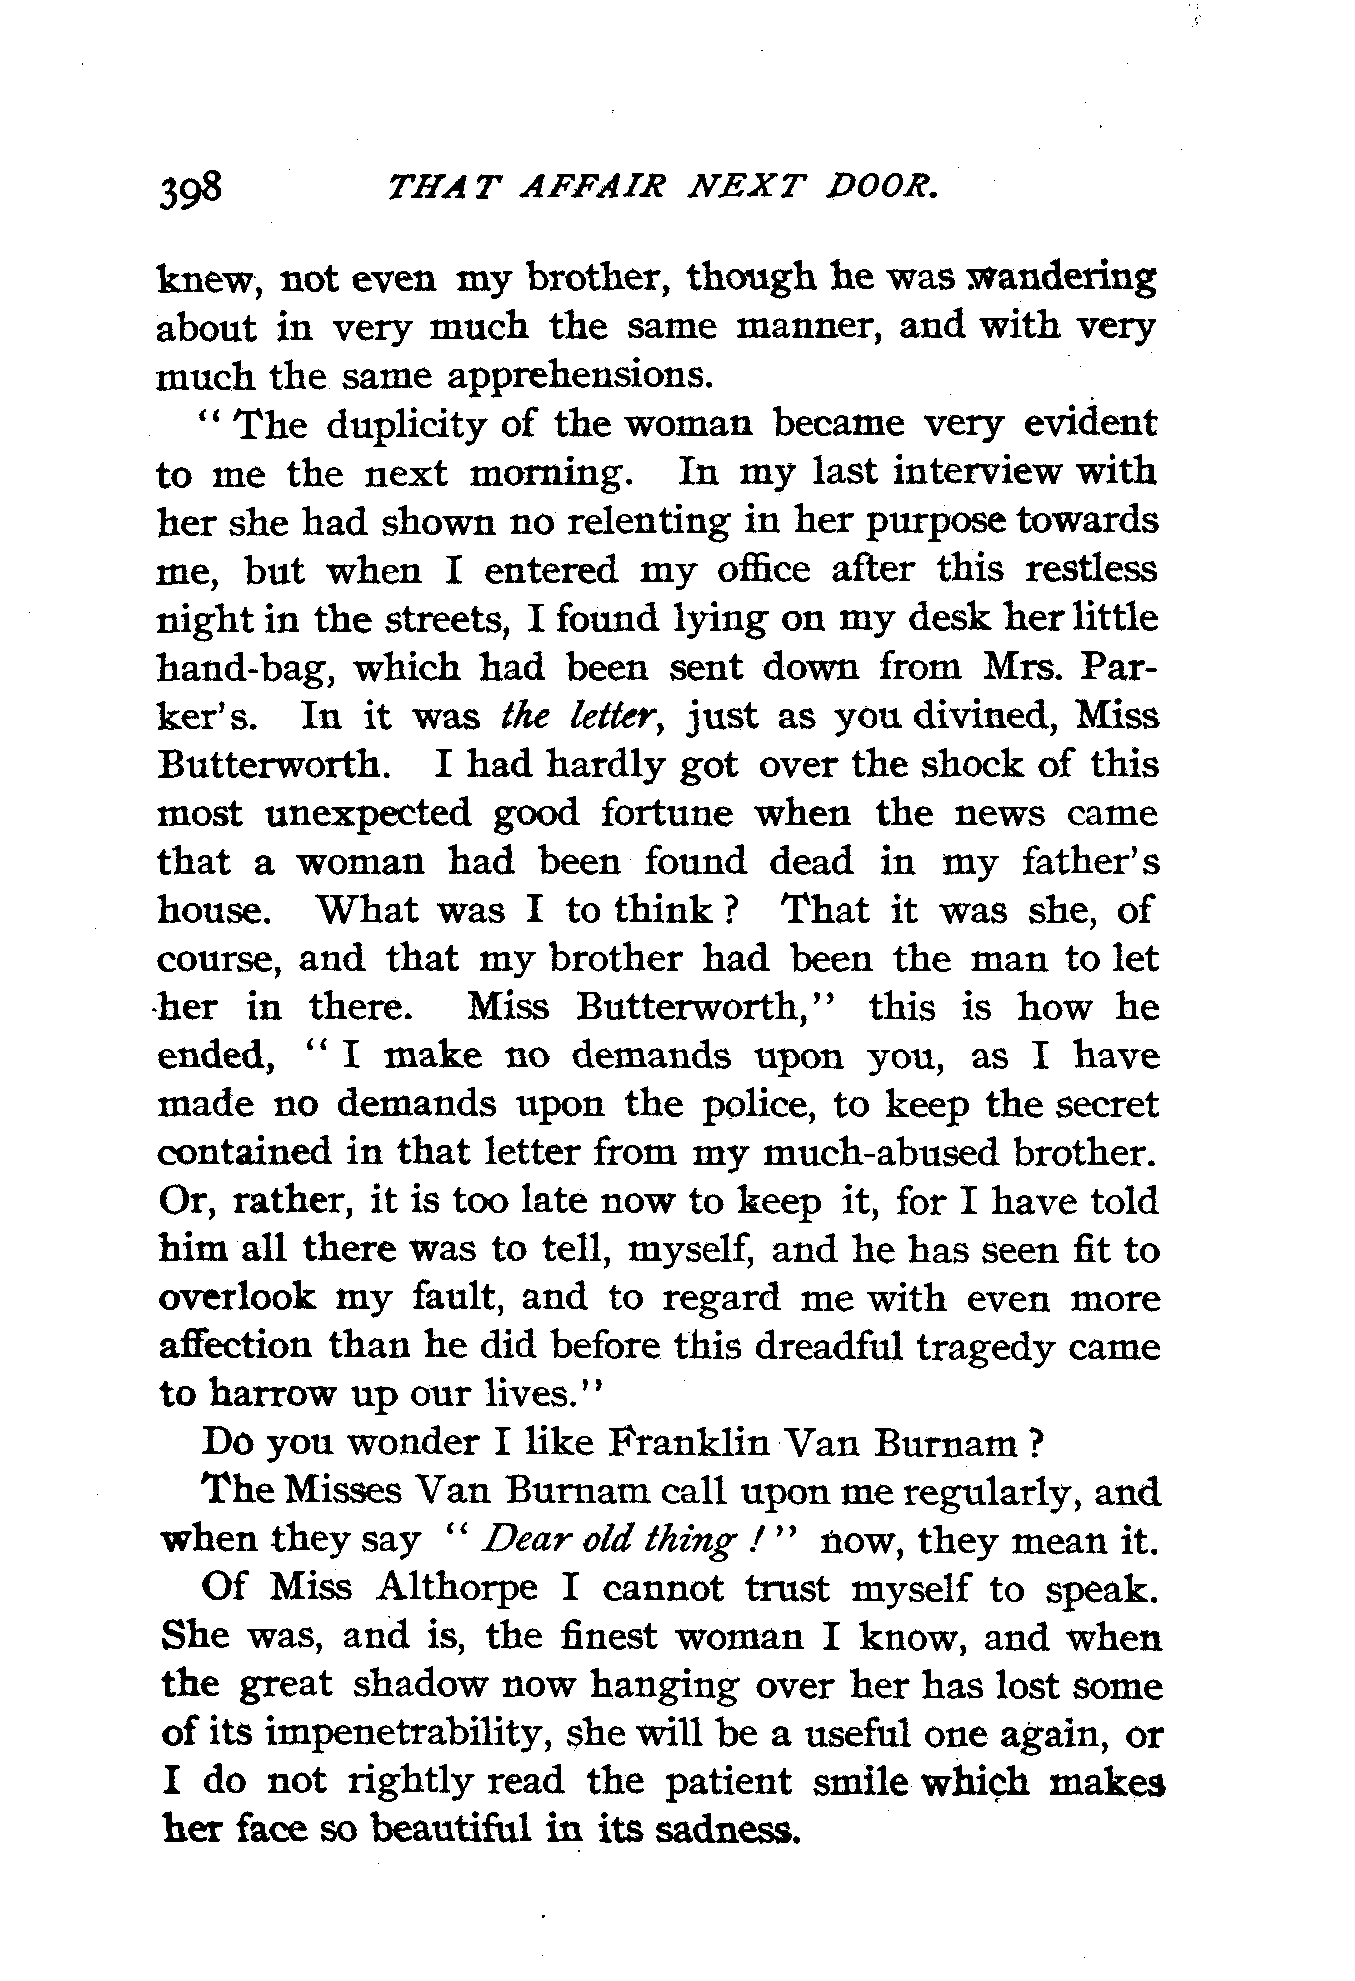 398 THAT AFFAIR NEXT DOOR.
knew, not even my brother, though he was wandering
about in very much the same manner, and with very
much the same apprehensions.
“ The duplicity of the woman became very evident
to me the next morning. In my last interview with
her she had shown no relenting in her purpose towards
me, but when I entered my office after this restless
night in the streets, I found lying on my desk her little
hand-bag, which had been sent down from Mrs. Par-
ker’s. In it was the letter, just as you divined, Miss
Butterworth. I had hardly got over the shock of this
most unexpected good fortune when the news came
that a woman had been found dead in my father’s
house. What was I to think ? That it was she, of
course, and that my brother had been the man to let
her in there. Miss Butterworth,” this is how he
ended, “ I make no demands upon you, as I have
made no demands upon the police, to keep the secret
contained in that letter from my much-abused brother.
Or, rather, it is too late now to keep it, for I have told
him all there was to tell, myself, and he has seen fit to
overlook my fault, and to regard me with even more
affection than he did before this dreadful tragedy came
to harrow up our lives.”
Do you wonder I like Franklin Van Burnam ?
The Misses Van Burnam call upon me regularly, and
when they say “ Dear old thing ! ” now, they mean it.
Of Miss Althorpe I cannot trust myself to speak.
She was, and is, the finest woman I know, and when
the great shadow now hanging over her has lost some
of its impenetrability, she will be a useful one again, or
I do not rightly read the patient smile which makes
her face so beautiful in its sadness.